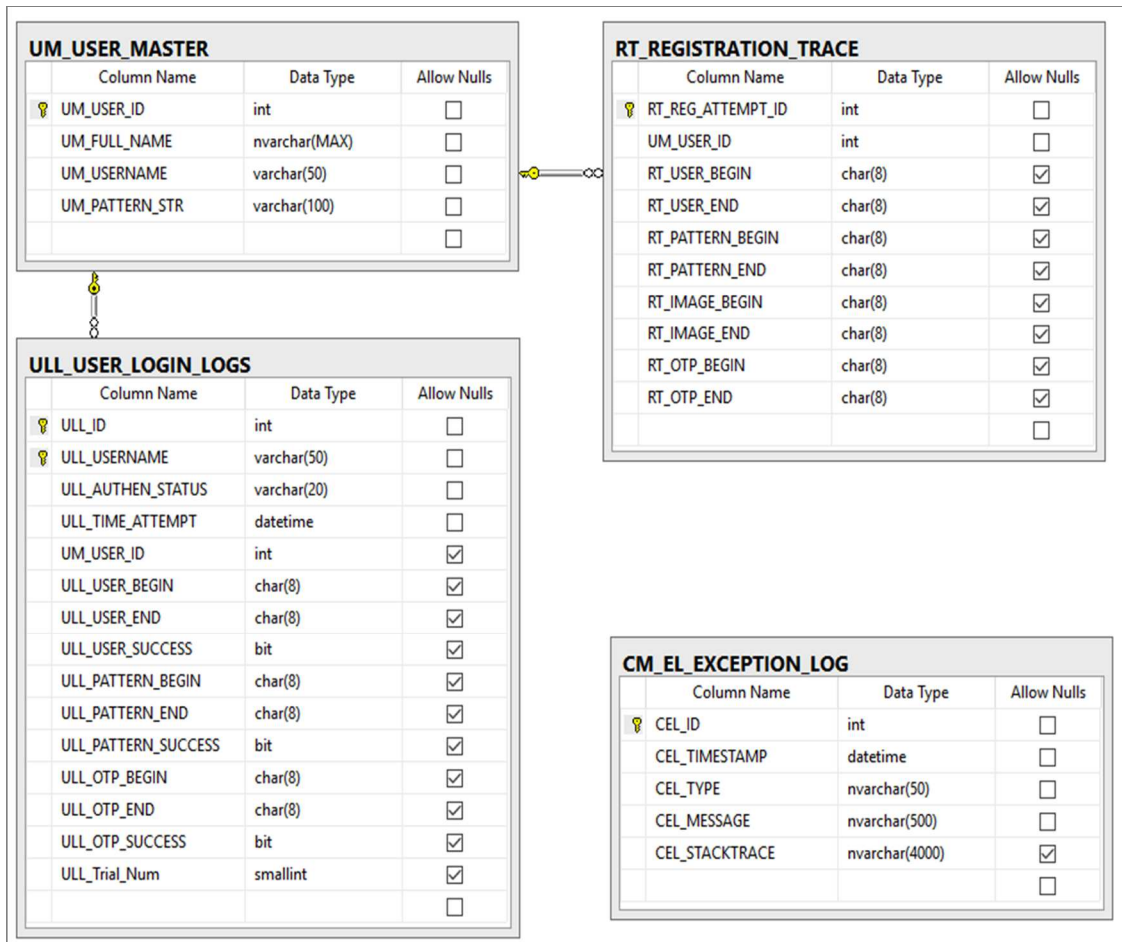 UM_USER_MASTER
Column Name Data Type Allow Nulls
UM_USER_ID int
UM_FULL_NAME nvarchar(MAX)
UM_USERNAME varchar(50)
UM_PATTERN_STR varchar(100)
RT_REGISTRATION_TRACE
Column Name Data Type Allow Nulls
RT_REG_ATTEMPT_ID int
UM_USER_ID int
RT_USER_BEGIN char(8)
RT_USER_END char(8)
RT_PATTERN_BEGIN char(8)
RT_PATTERN_END char(8)
RT_IMAGE_BEGIN char(8)
RT_IMAGE_END char(8)
RT_OTP_BEGIN char(8)
RT_OTP_END char(8)
ULL_USER_LOGIN_LOGS
Column Name Data Type Allow Nulls
ULL_ID int
ULL_USERNAME varchar(50)
ULL_AUTHEN_STATUS varchar(20)
ULL_TIME_ATTEMPT datetime
UM_USER_ID int
ULL_USER_BEGIN char(8)
ULL_USER_END char(8)
ULL_USER_SUCCESS bit
ULL_PATTERN_BEGIN char(8)
ULL_PATTERN_END char(8)
ULL_PATTERN_SUCCESS bit
ULL_OTP_BEGIN char(8)
ULL_OTP_END char(8)
ULL_OTP_SUCCESS bit
ULL_Trial_Num smallint
CM_EL_EXCEPTION_LOG
Column Name Data Type Allow Nulls
CEL_ID int
CEL_TIMESTAMP datetime
CEL_TYPE nvarchar(50)
CEL_MESSAGE nvarchar(500)
CEL_STACKTRACE nvarchar(4000)